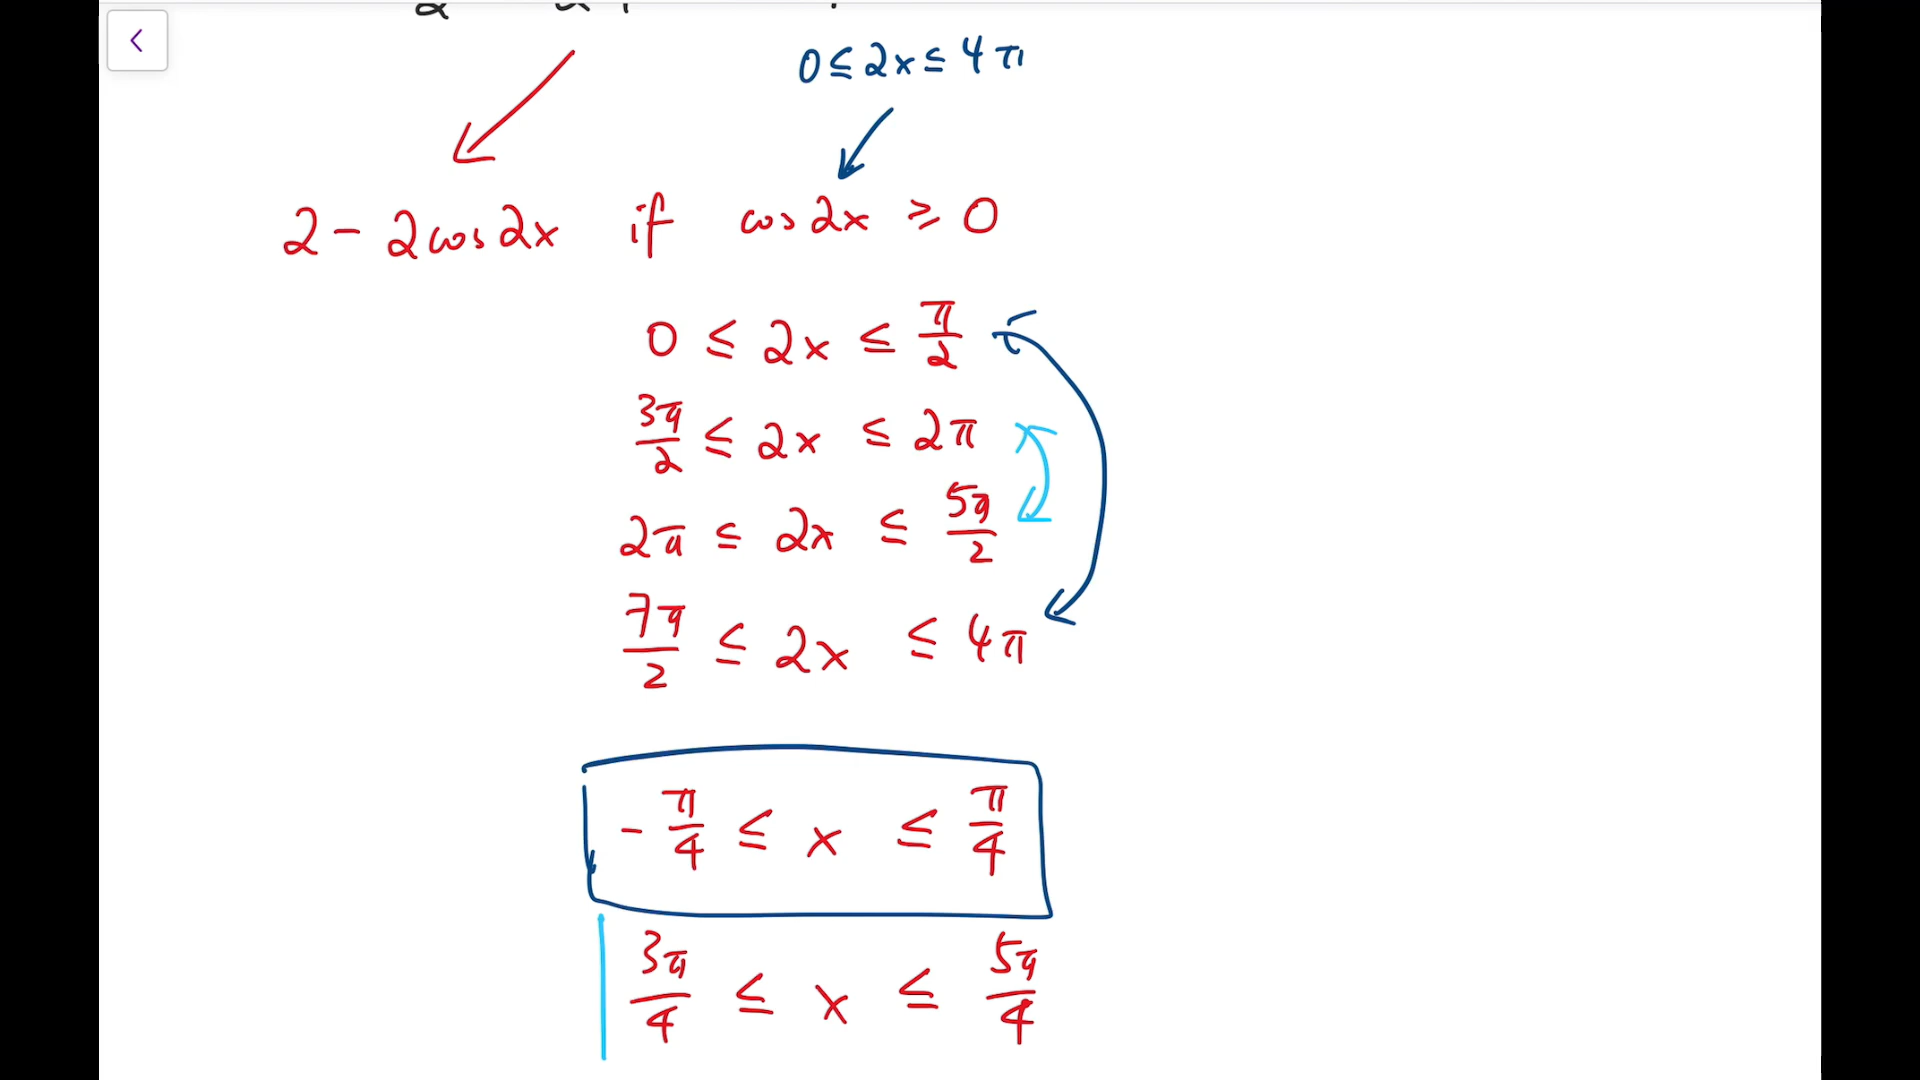 0 ≤ 2x ≤ 4π
2 - 2cos2x if cos2x ≥ 0
0 ≤ 2x ≤ π/2
3π/2 ≤ 2x ≤ 2π
2π ≤ 2x ≤ 5π/2
7π/2 ≤ 2x ≤ 4π
-π/4 ≤ x ≤ π/4
3π/4 ≤ x ≤ 5π/4